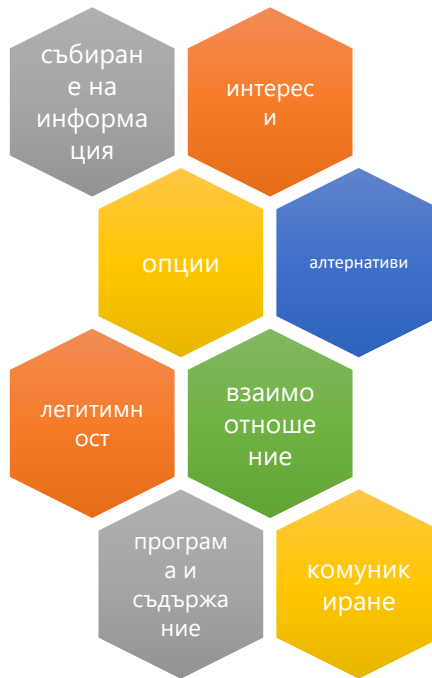 събиран
е на
информа
ция
интерес
и
опции
алтернативи
легитимн
ост
взаимо
отноше
ние
програм
а и
съдържа
ние
комуник
иране